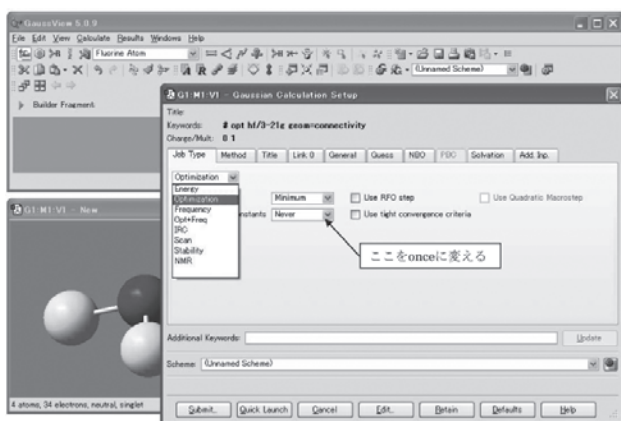 GaussView 5.0.9
File Edit View Calculate Results Windows Help
Fluorine Atom
(Unnamed Scheme)
Builder Fragment:
G1:M1:V1 - Gaussian Calculation Setup
Title:
Keywords: # opt hf/3-21g geom=connectivity
Charge/Mult: 0 1
Job Type Method Title Link 0 General Guess NBO PBC Solvation Add. Inp.
Optimization
Energy
Optimization
Frequency
Opt+Freq
IRC
Scan
Stability
NMR
Minimum Use RFO step Use Quadratic Macrostep
nstants Never Use tight convergence criteria
ここをonceに変える
G1:M1:V1 - New
4 atoms, 34 electrons, neutral, singlet
Additional Keywords: Update
Scheme: (Unnamed Scheme)
Submit... Quick Launch Cancel Edit... Retain Defaults Help